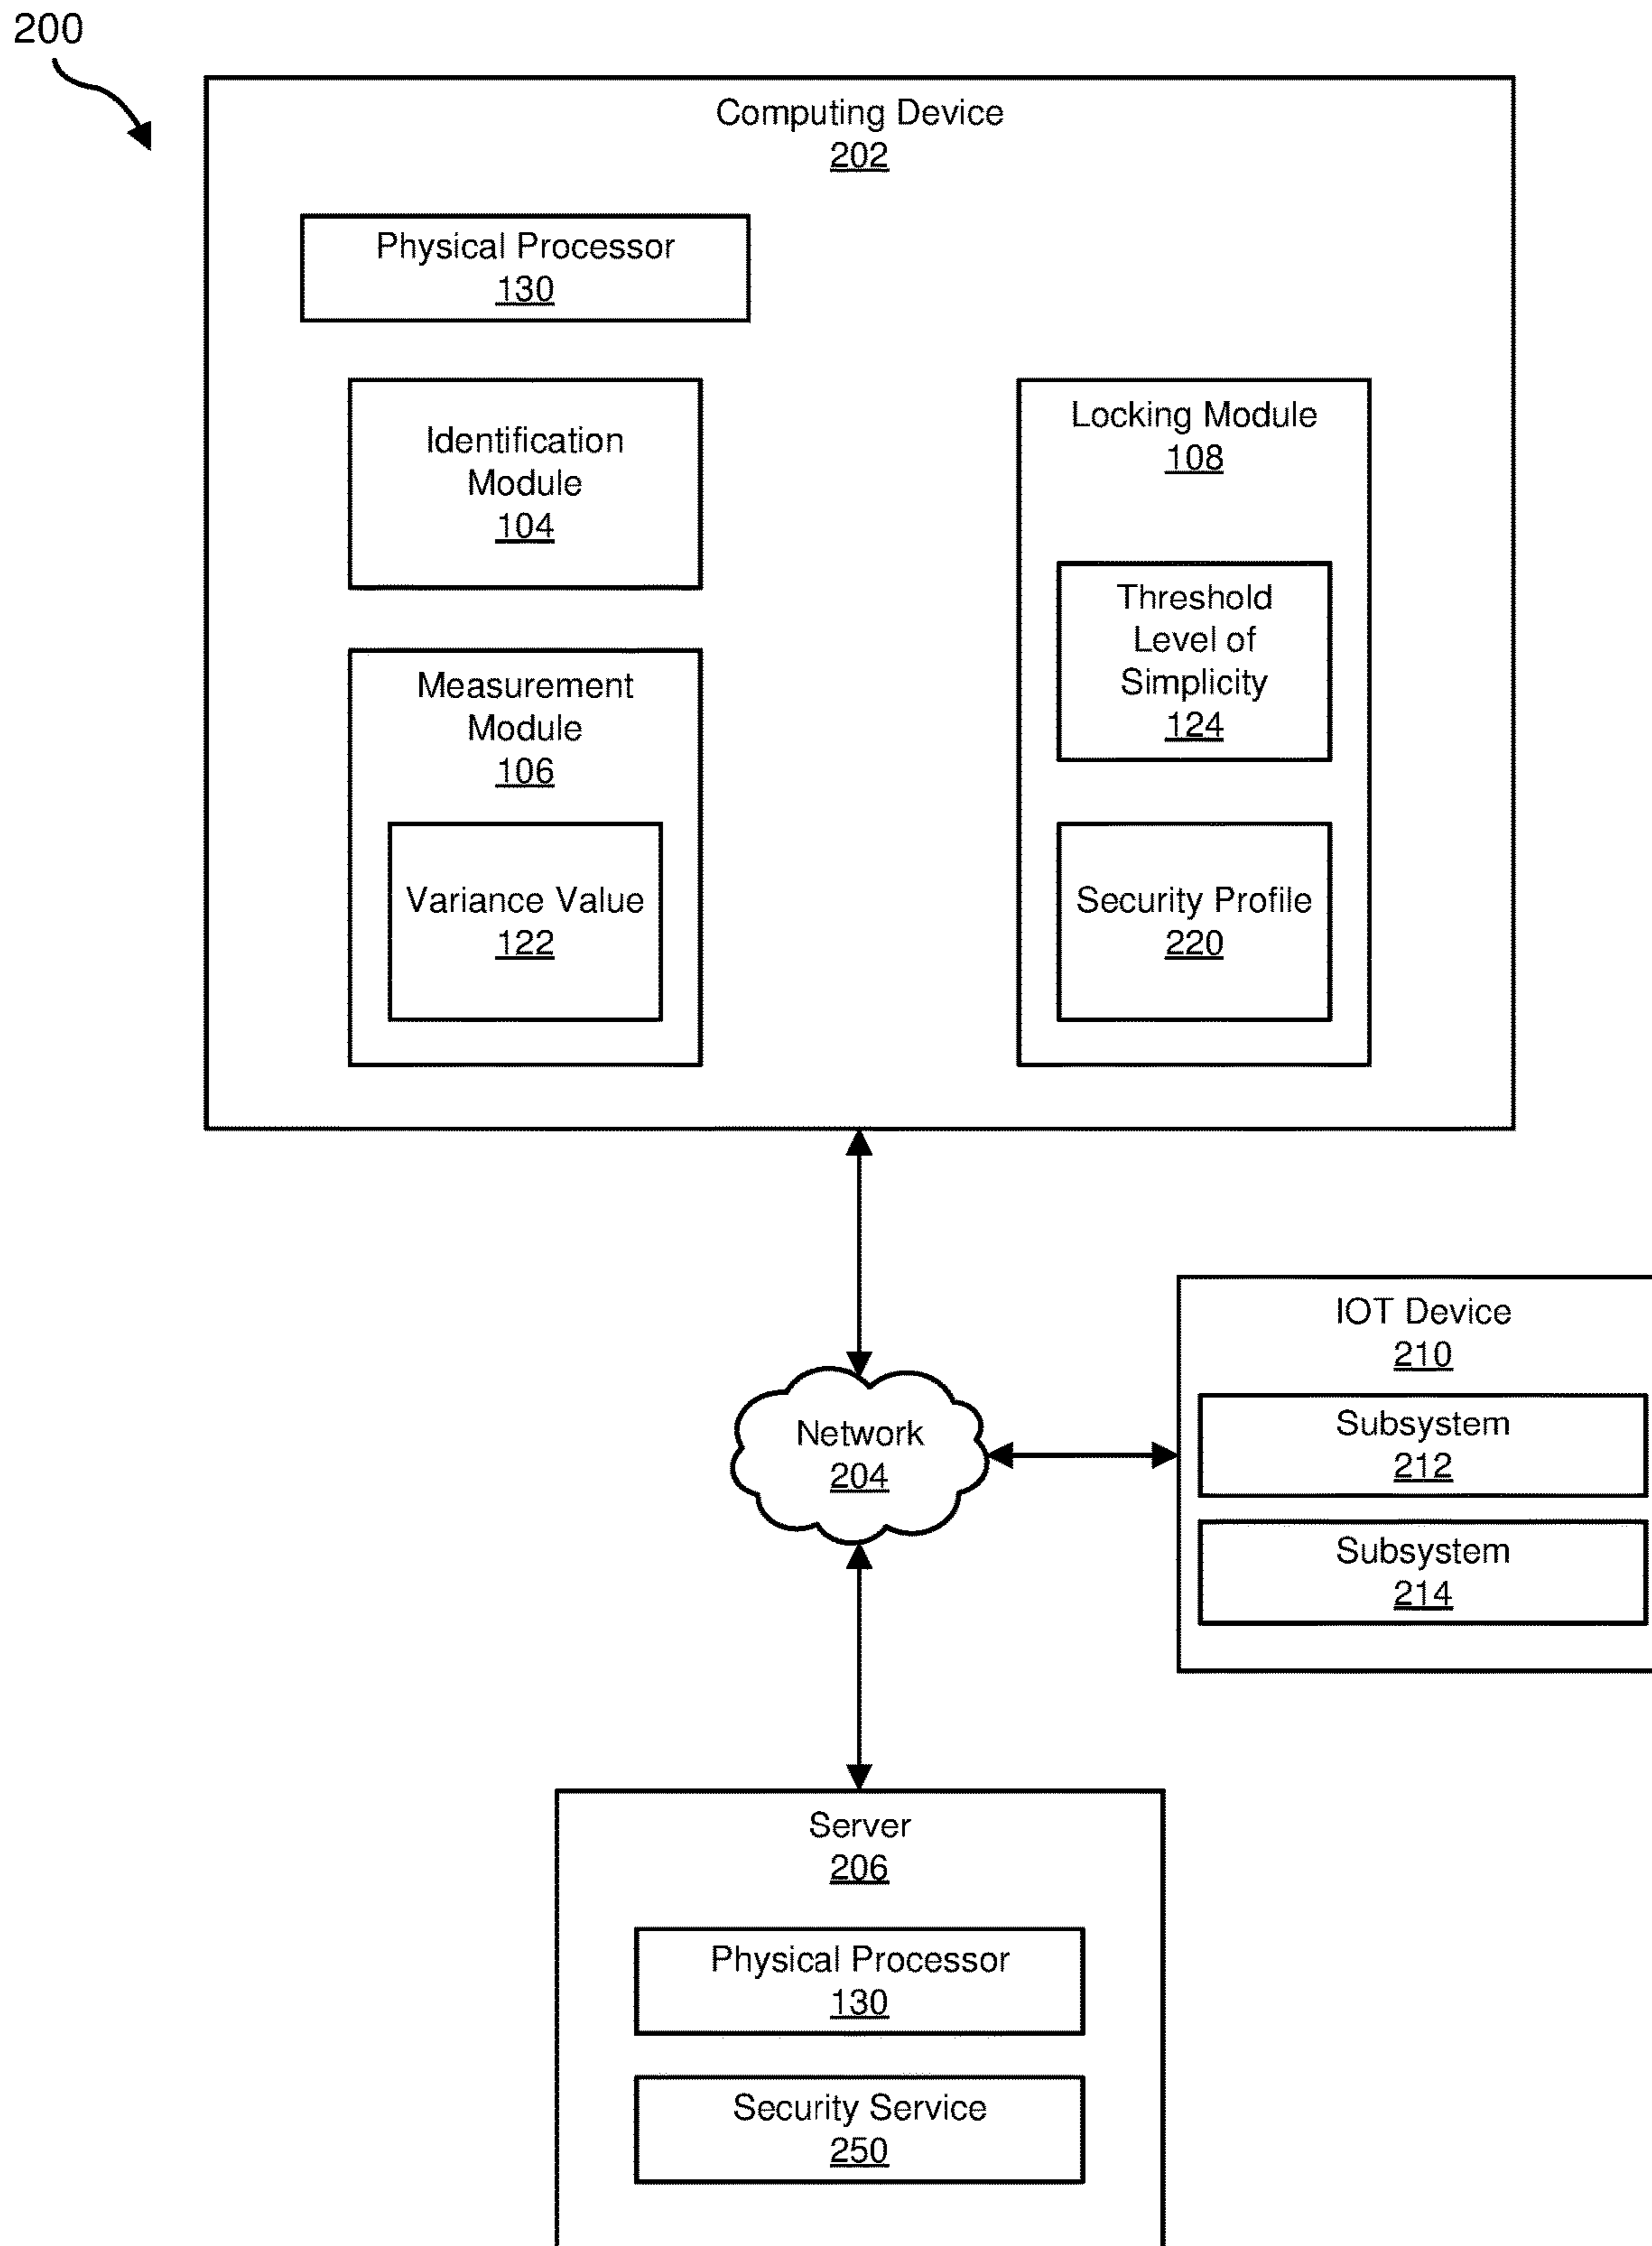 200
Computing Device
202
Physical Processor
130
Identification
Module
104
Measurement
Module
106
Variance Value
122
Locking Module
108
Threshold
Level of
Simplicity
124
Security Profile
220
Network
204
IOT Device
210
Subsystem
212
Subsystem
214
Server
206
Physical Processor
130
Security Service
250